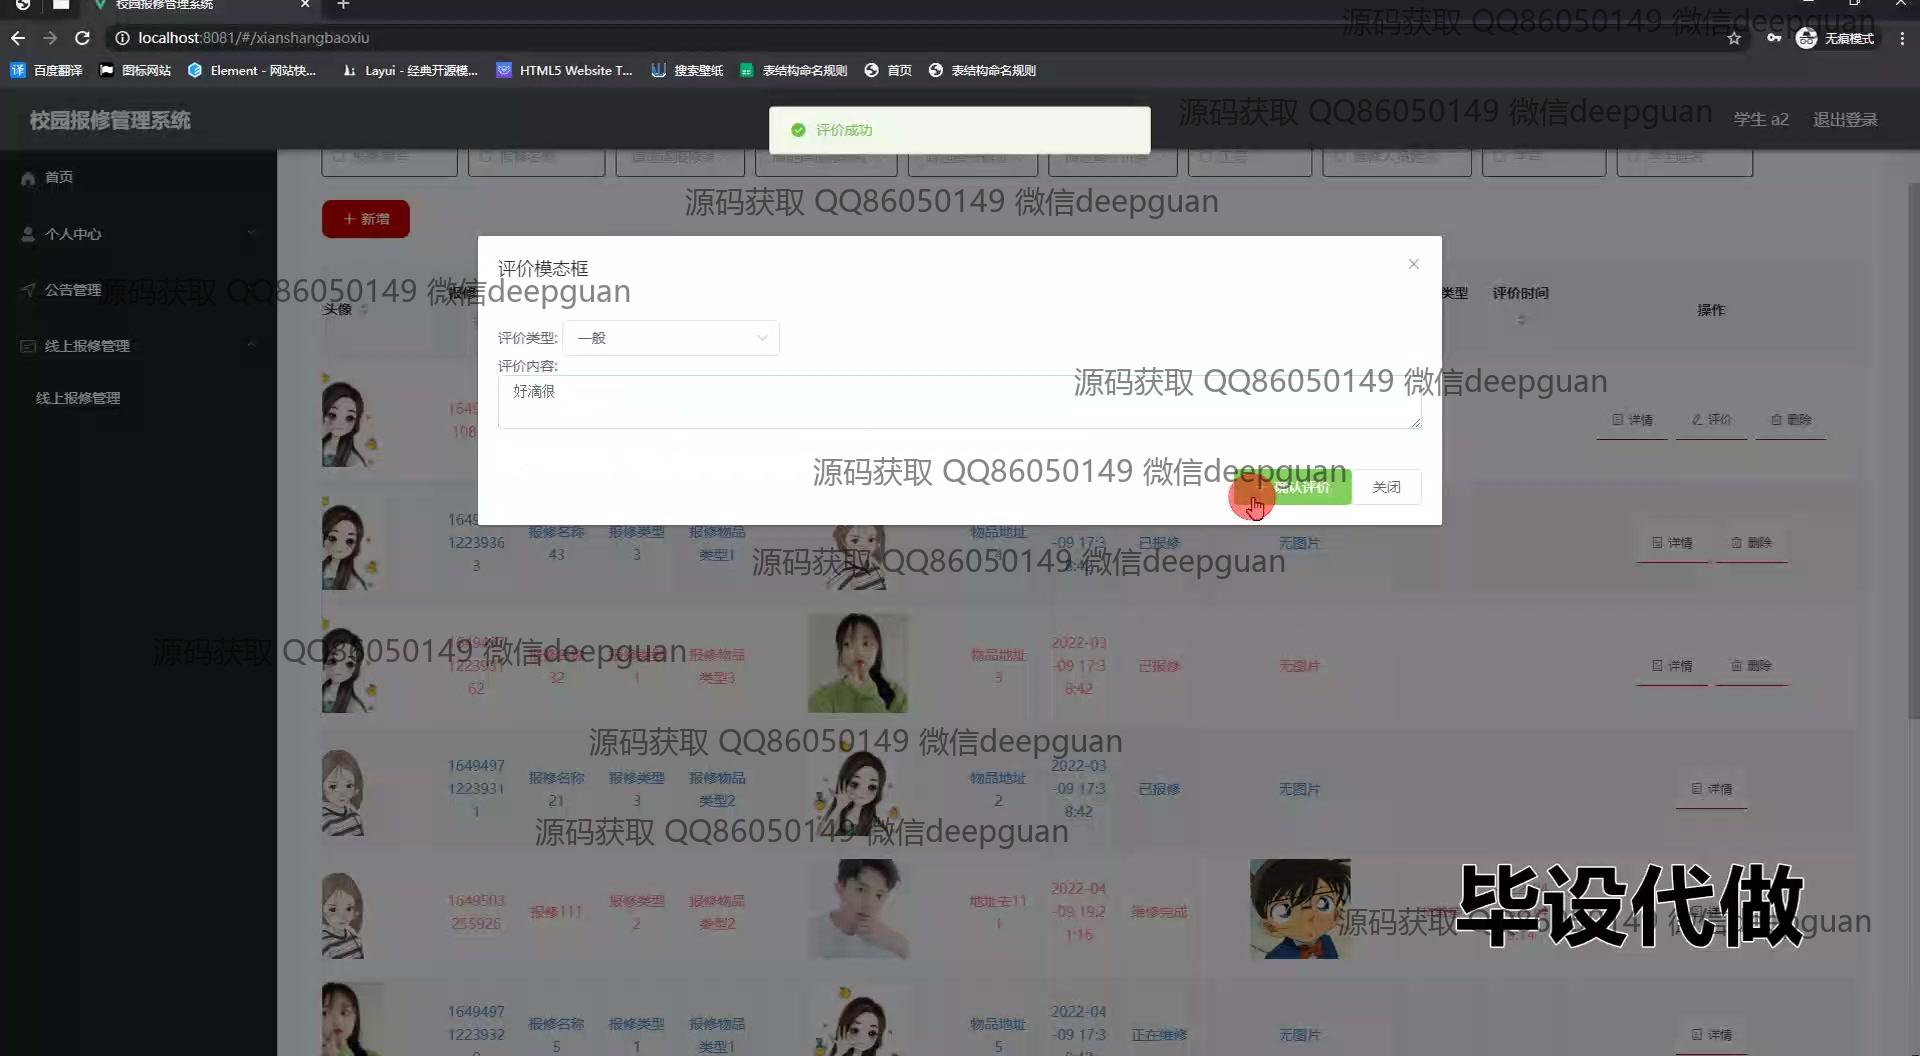 校园报修管理系统
localhost:8081/#/xianshangbaoxiu
无痕模式
百度翻译
图标网站
Element - 网站快...
Layui - 经典开源模...
HTML5 Website T...
搜索壁纸
表结构命名规则
首页
表结构命名规则
源码获取 QQ86050149 微信deepguan
校园报修管理系统
评价成功
源码获取 QQ86050149 微信deepguan
学生 a2
退出登录
首页
个人中心
公告管理
线上报修管理
线上报修管理
源码获取 QQ86050149 微信deepguan
+ 新增
评价模态框
源码获取 QQ86050149 微信deepguan
头像
类型
评价时间
操作
评价类型:
一般
评价内容:
好滴很
源码获取 QQ86050149 微信deepguan
1649
108
详情
评价
删除
源码获取 QQ86050149 微信deepguan
确认评价
关闭
1649
1223936
3
报修名称
43
报修类型
3
报修物品
类型1
物品地址
-09 17:3
8:42
已报修
无图片
详情
删除
源码获取 QQ86050149 微信deepguan
源码获取 QQ86050149 微信deepguan
62
32
1
报修物品
类型3
物品地址
3
2022-03
-09 17:3
8:42
已报修
无图片
详情
删除
源码获取 QQ86050149 微信deepguan
1649497
1223931
1
报修名称
21
报修类型
3
报修物品
类型2
物品地址
2
2022-03
-09 17:3
8:42
已报修
无图片
详情
源码获取 QQ86050149 微信deepguan
1649503
255926
报修111
报修类型
2
报修物品
类型2
地址去11
1
2022-04
-09 19:2
1:16
维修完成
毕设代做
源码获取 QQ86050149 微信deepguan
1649497
1223932
报修名称
5
报修类型
1
报修物品
类型1
物品地址
5
2022-04
-09 17:3
正在维修
无图片
详情